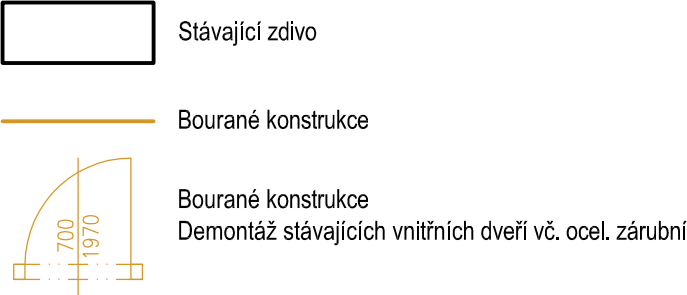 Stávající zdivo
Bourané konstrukce
Bourané konstrukce
Demontáž stávajících vnitřních dveří vč. ocel. zárubní
700
1970